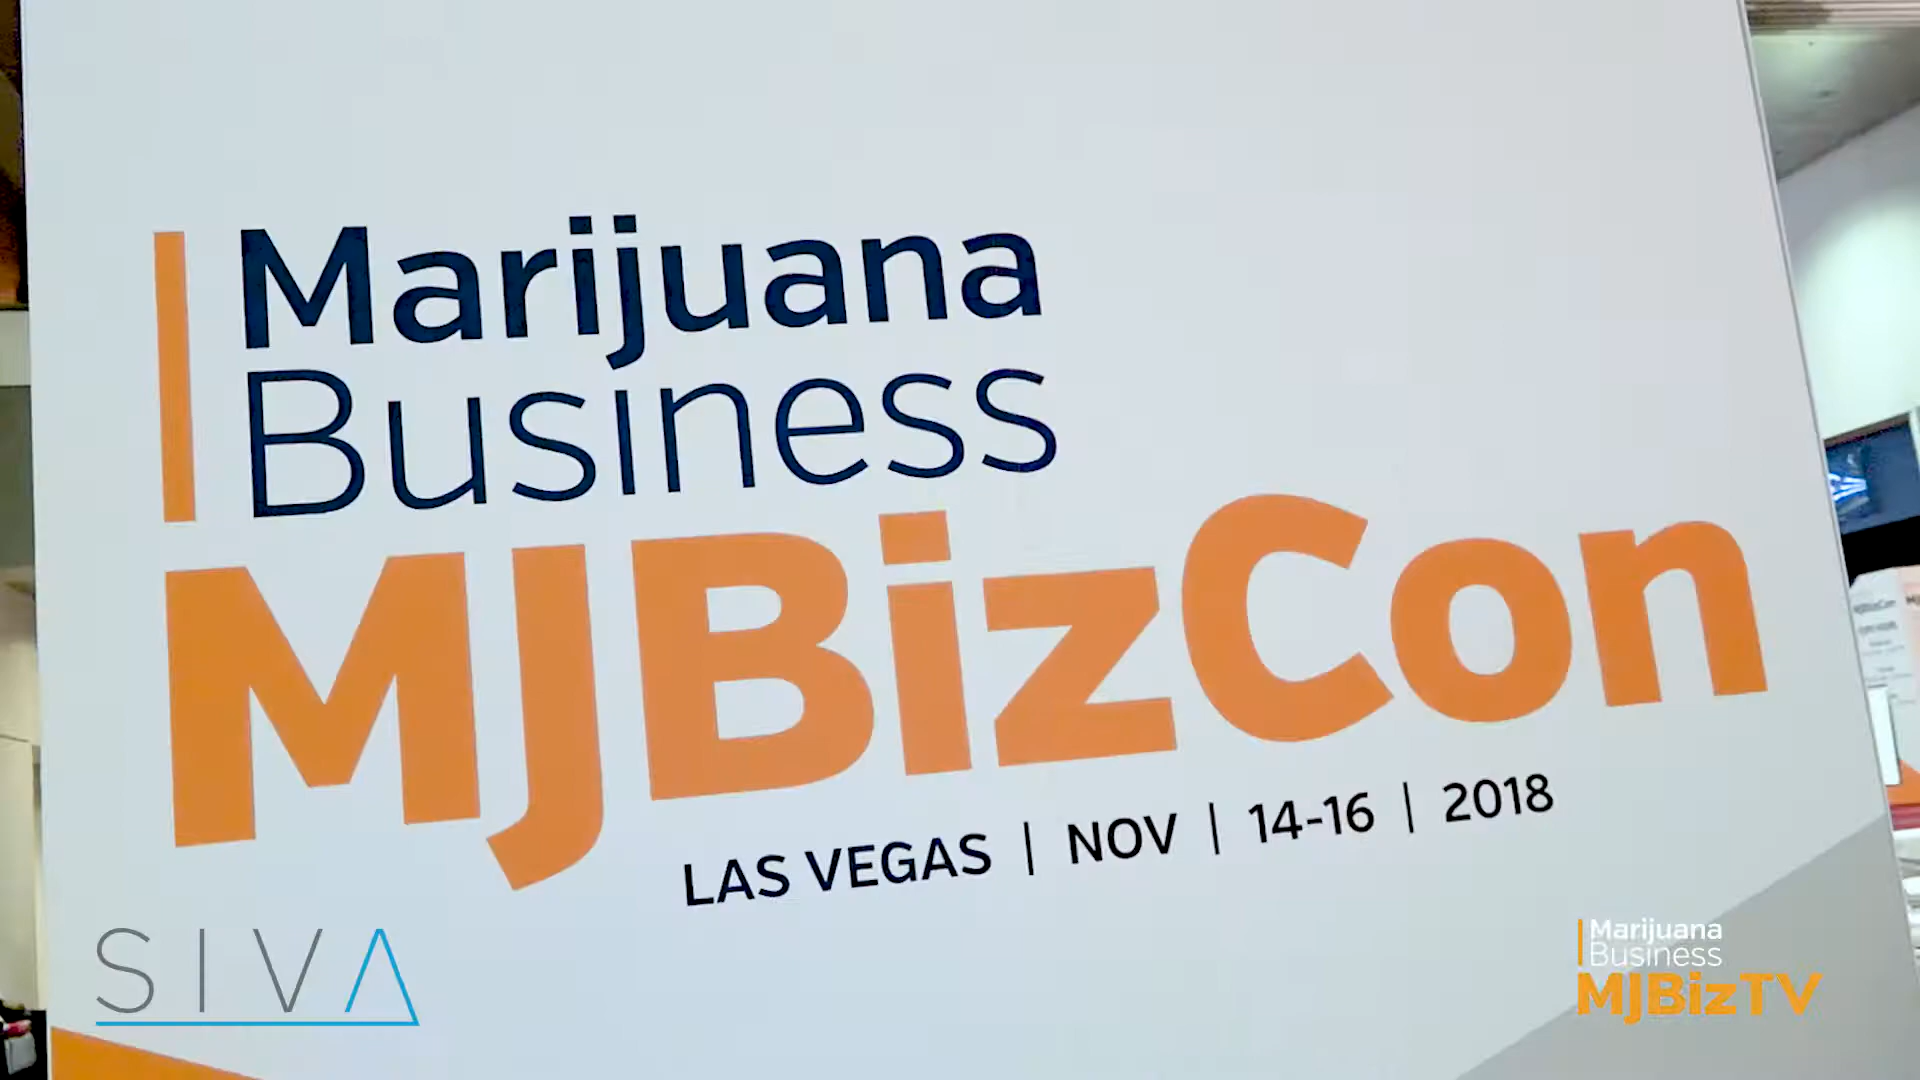 Marijuana
Business
MJBizCon
LAS VEGAS | NOV | 14-16 | 2018
SIVA
Marijuana
Business
MJBizTV